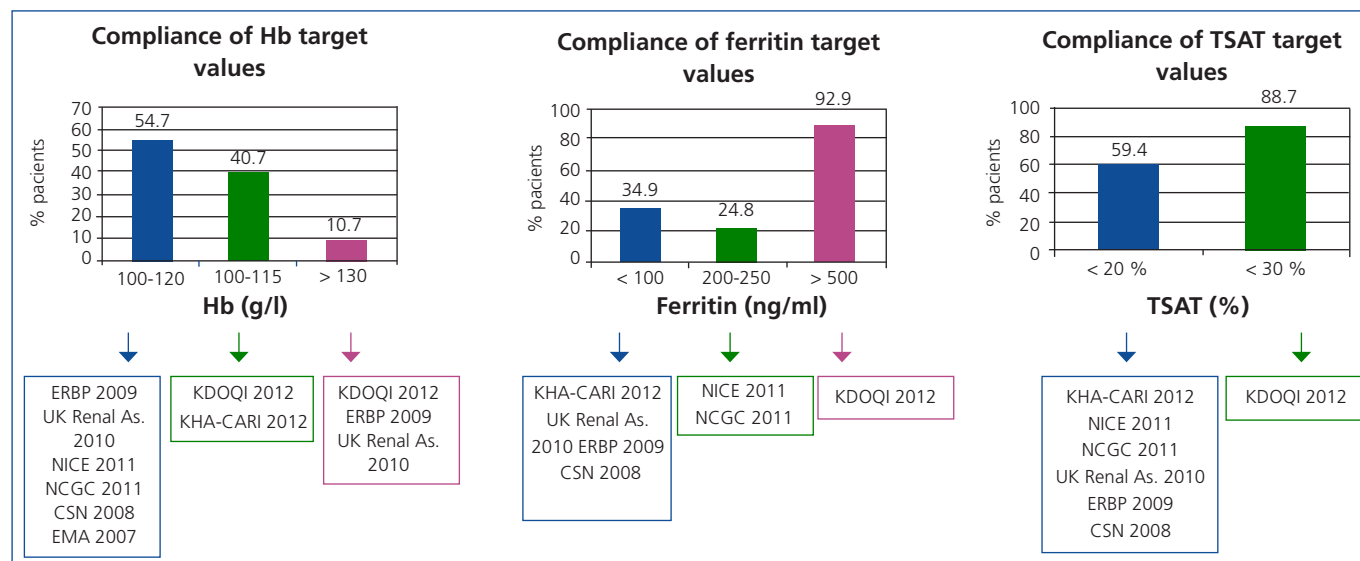 Compliance of Hb target
values
% pacients
70
60
50
40
30
20
10
0
54.7
40.7
10.7
100-120
100-115
> 130
Hb (g/l)
ERBP 2009
UK Renal As.
2010
NICE 2011
NCGC 2011
CSN 2008
EMA 2007
KDOQI 2012
KHA-CARI 2012
KDOQI 2012
ERBP 2009
UK Renal As.
2010
Compliance of ferritin target
values
% pacients
100
80
60
40
20
0
34.9
24.8
92.9
< 100
200-250
> 500
Ferritin (ng/ml)
KHA-CARI 2012
UK Renal As.
2010 ERBP 2009
CSN 2008
NICE 2011
NCGC 2011
KDOQI 2012
Compliance of TSAT target
values
% pacients
100
80
60
40
20
0
59.4
88.7
< 20 %
< 30 %
TSAT (%)
KHA-CARI 2012
NICE 2011
NCGC 2011
UK Renal As. 2010
ERBP 2009
CSN 2008
KDOQI 2012